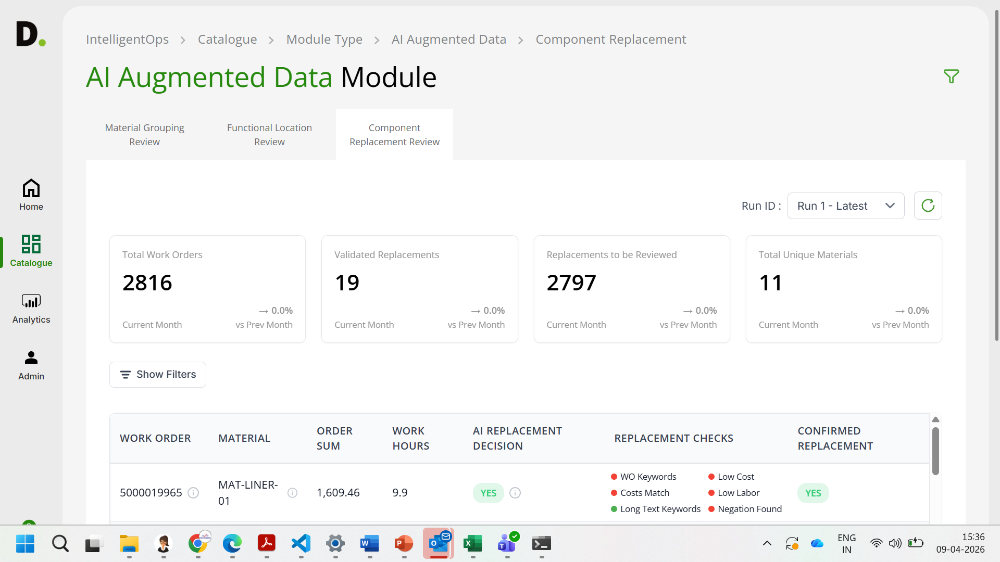 D.
IntelligentOps > Catalogue > Module Type > AI Augmented Data > Component Replacement
AI Augmented Data Module
Material Grouping
Review
Functional Location
Review
Component
Replacement Review
Home
Catalogue
Analytics
Admin
Run ID : Run 1 - Latest
Total Work Orders
2816
→ 0.0%
Current Month vs Prev Month
Validated Replacements
19
→ 0.0%
Current Month vs Prev Month
Replacements to be Reviewed
2797
→ 0.0%
Current Month vs Prev Month
Total Unique Materials
11
→ 0.0%
Current Month vs Prev Month
Show Filters
WORK ORDER
MATERIAL
ORDER
SUM
WORK
HOURS
AI REPLACEMENT
DECISION
REPLACEMENT CHECKS
CONFIRMED
REPLACEMENT
5000019965
MAT-LINER-
01
1,609.46
9.9
YES
WO Keywords
Low Cost
Costs Match
Low Labor
Long Text Keywords
Negation Found
YES
ENG
IN
15:36
09-04-2026